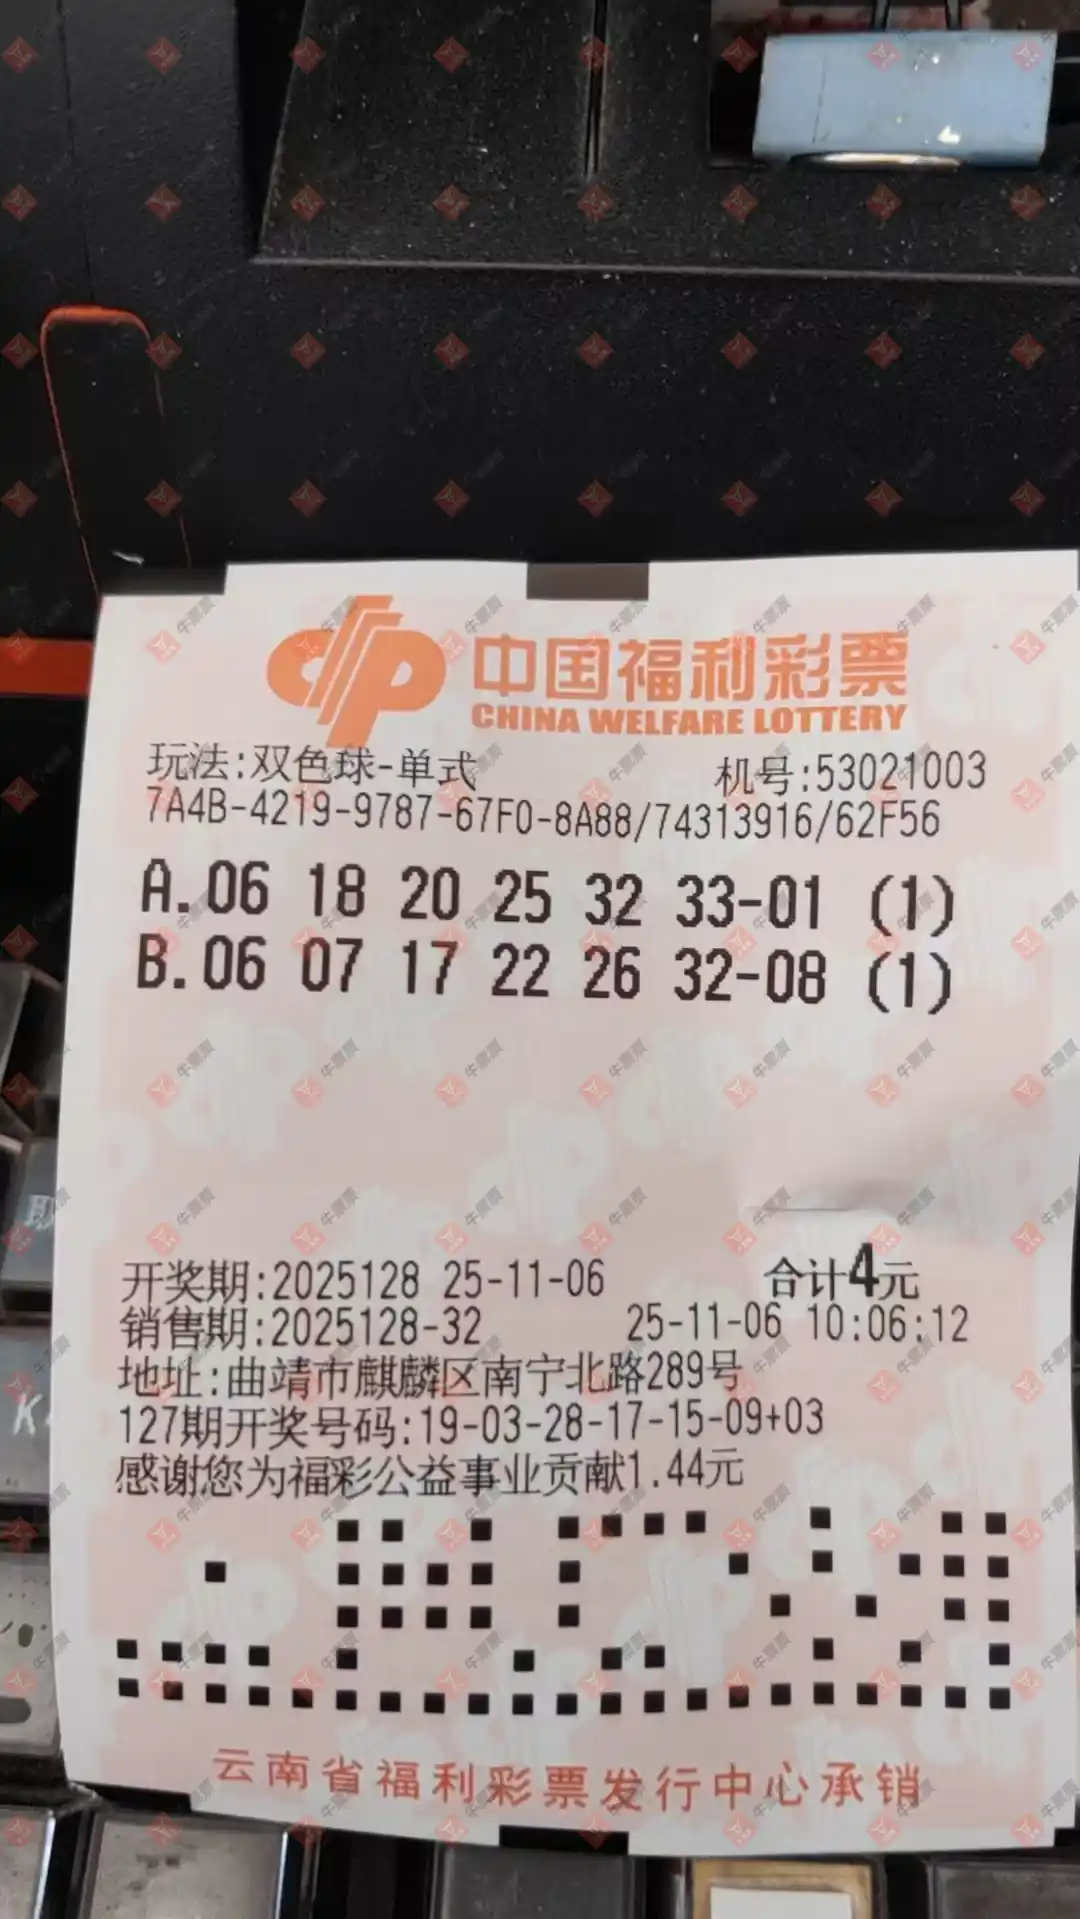 中国福利彩票
CHINA WELFARE LOTTERY
玩法:双色球-单式 机号:53021003
7A4B-4219-9787-67F0-8A88/74313916/62F56
A.06 18 20 25 32 33-01 (1)
B.06 07 17 22 26 32-08 (1)
开奖期:2025128 25-11-06 合计4元
销售期:2025128-32 25-11-06 10:06:12
地址:曲靖市麒麟区南宁北路289号
127期开奖号码:19-03-28-17-15-09+03
感谢您为福彩公益事业贡献1.44元
云南省福利彩票发行中心承销
牛票票